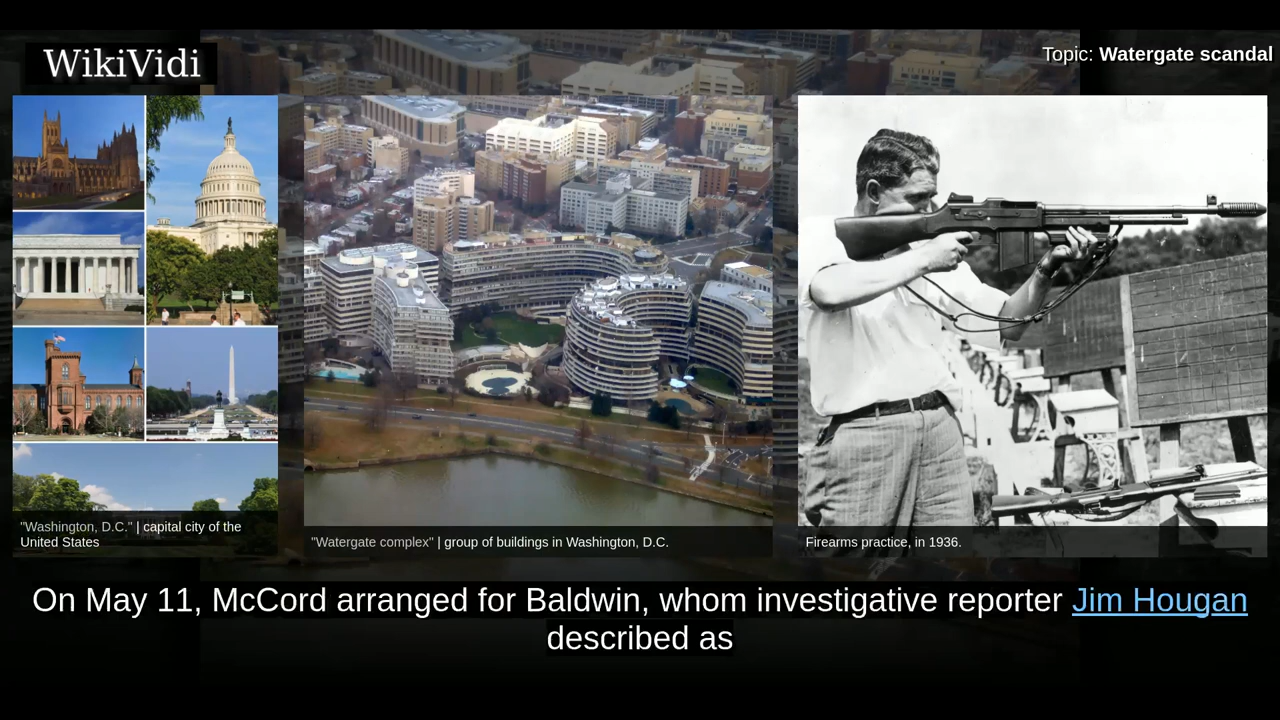 WikiVidi
Topic: Watergate scandal
"Washington, D.C." | capital city of the
United States
"Watergate complex" | group of buildings in Washington, D.C.
Firearms practice, in 1936.
On May 11, McCord arranged for Baldwin, whom investigative reporter Jim Hougan
described as